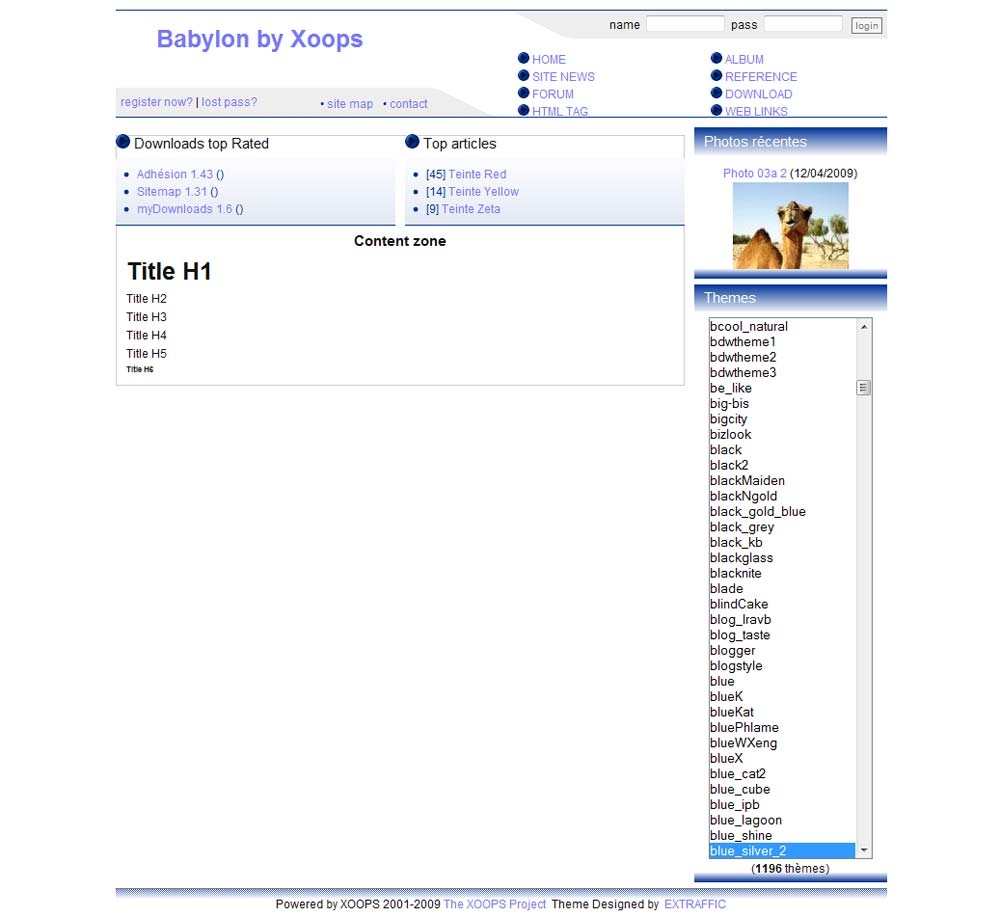 Babylon by Xoops
name pass login
HOME
SITE NEWS
FORUM
HTML TAG
ALBUM
REFERENCE
DOWNLOAD
WEB LINKS
register now? | lost pass?
• site map • contact
Downloads top Rated
Adhésion 1.43 ()
Sitemap 1.31 ()
myDownloads 1.6 ()
Top articles
[45] Teinte Red
[14] Teinte Yellow
[9] Teinte Zeta
Content zone
Title H1
Title H2
Title H3
Title H4
Title H5
Title H6
Photos récentes
Photo 03a 2 (12/04/2009)
Themes
bcool_natural
bdwtheme1
bdwtheme2
bdwtheme3
be_like
big-bis
bigcity
bizlook
black
black2
blackMaiden
blackNgold
black_gold_blue
black_grey
black_kb
blackglass
blacknite
blade
blindCake
blog_lravb
blog_taste
blogger
blogstyle
blue
blueK
blueKat
bluePhlame
blueWXeng
blueX
blue_cat2
blue_cube
blue_ipb
blue_lagoon
blue_shine
blue_silver_2
(1196 thèmes)
Powered by XOOPS 2001-2009 The XOOPS Project Theme Designed by EXTRAFFIC